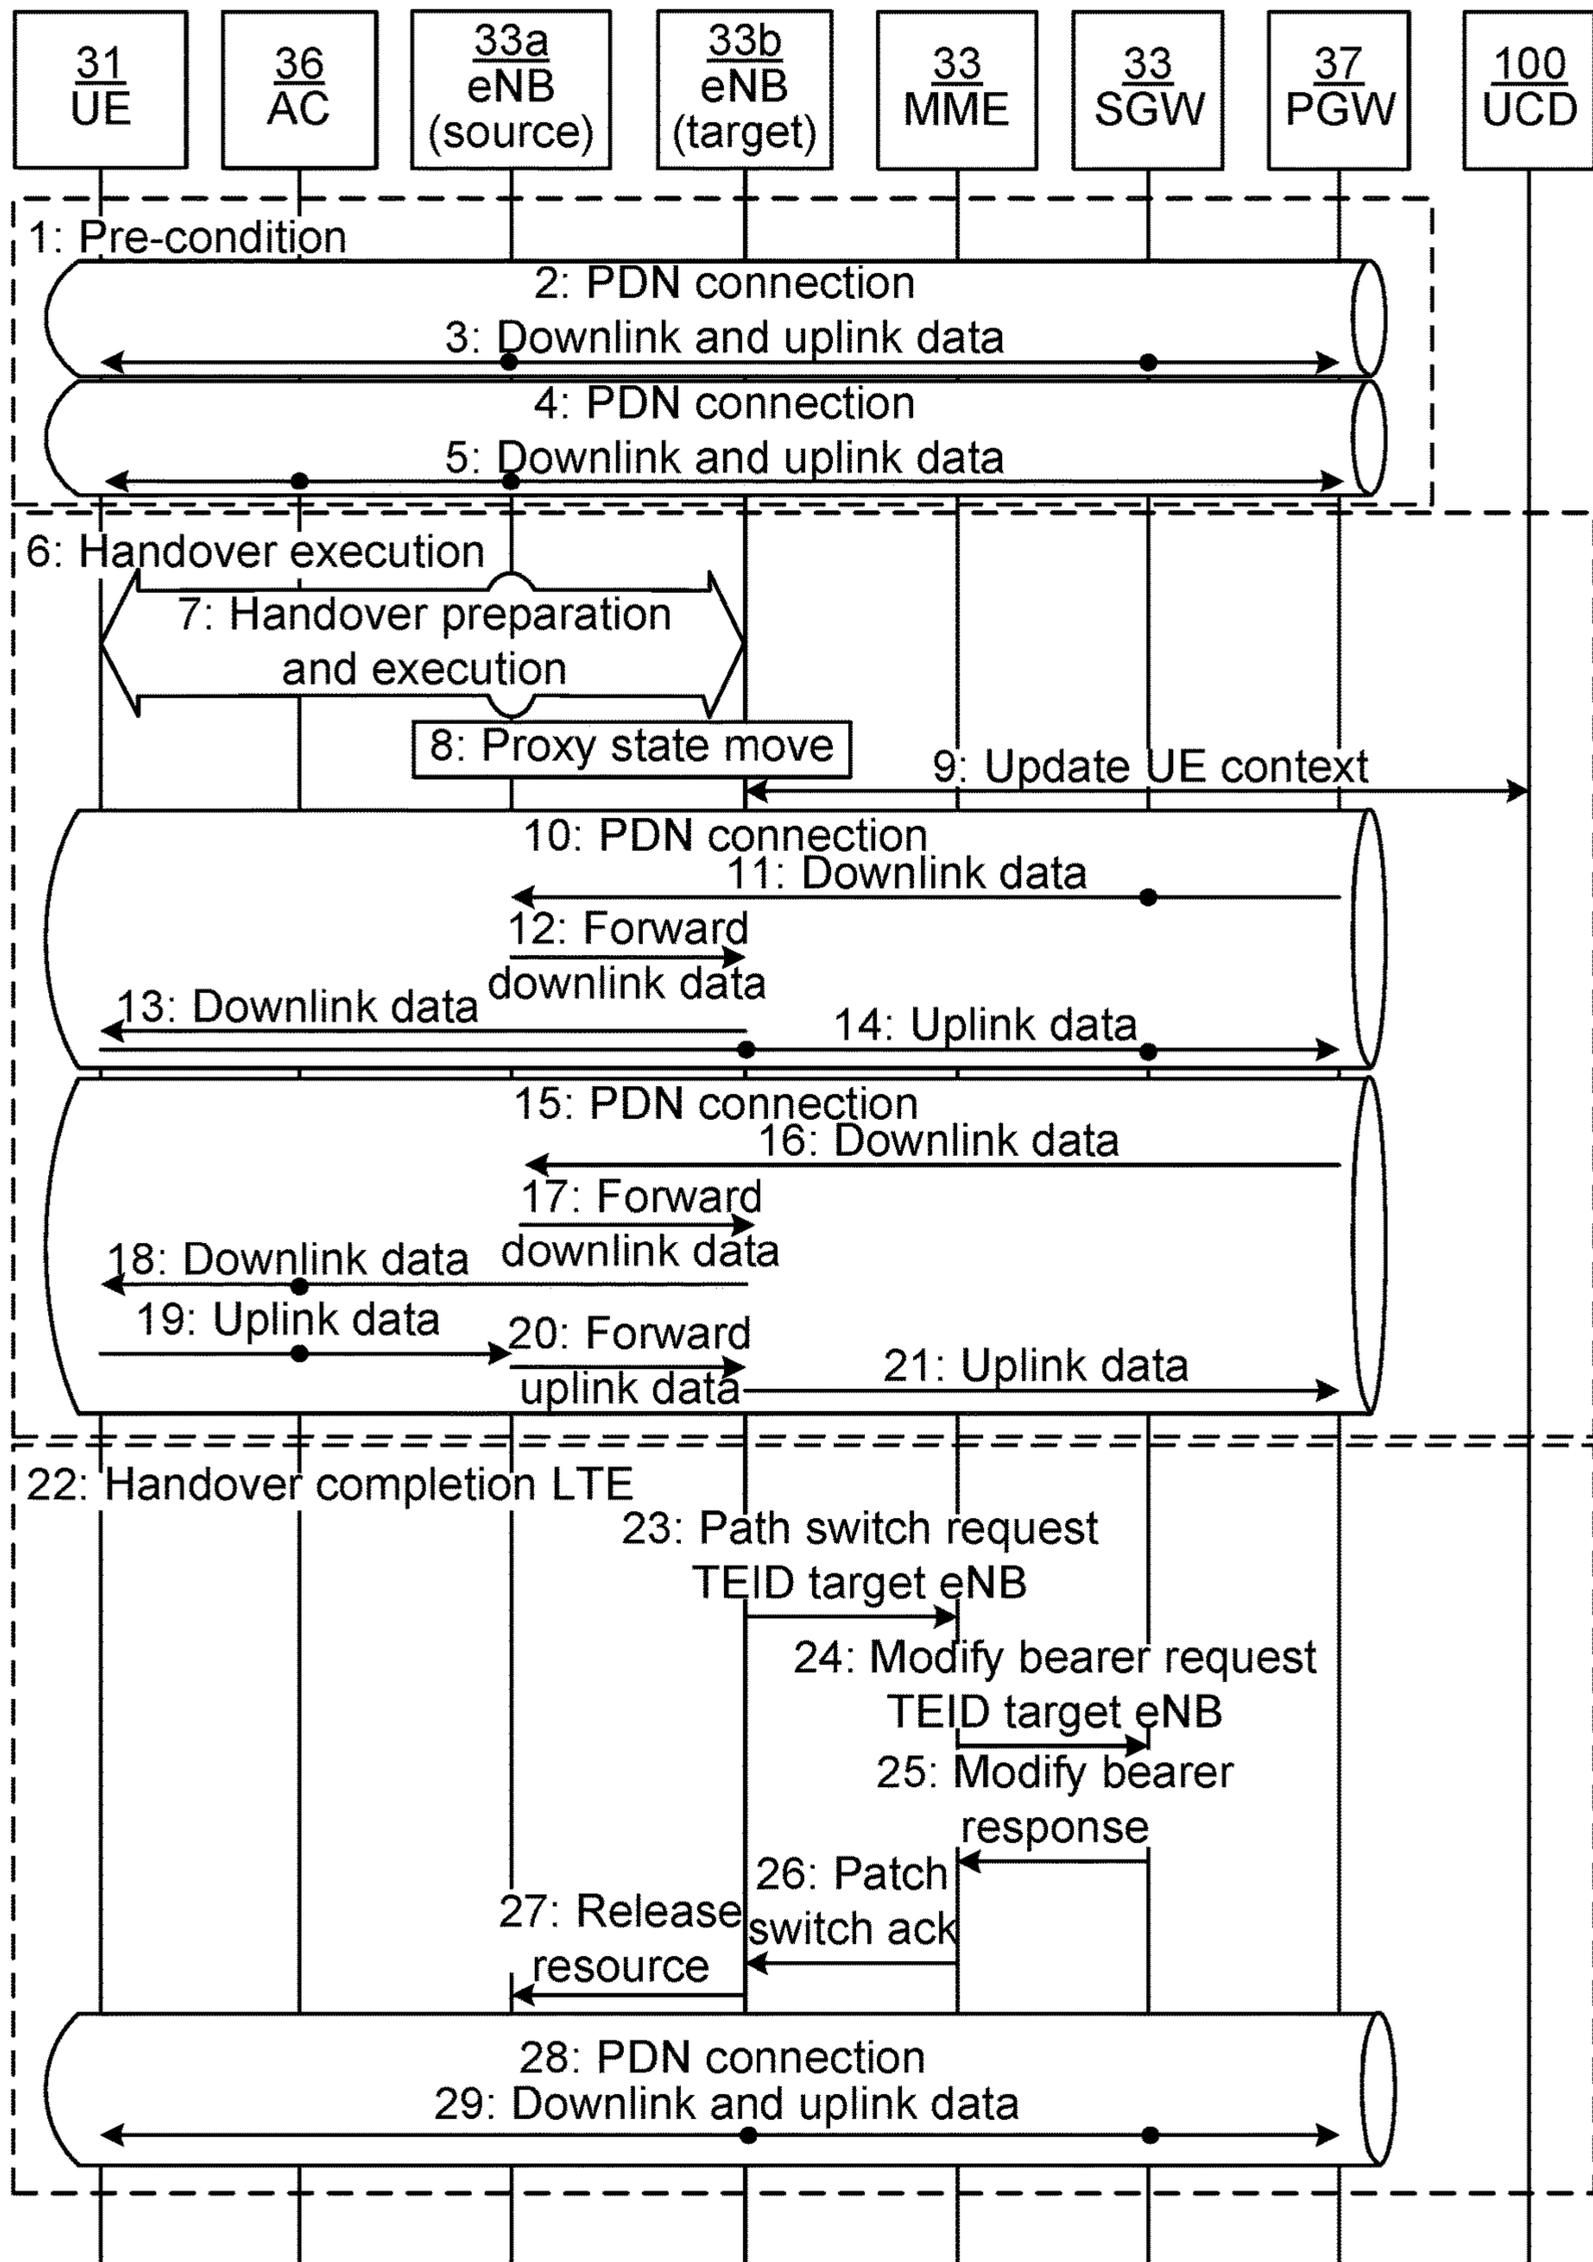 31
UE
36
AC
33a
eNB
(source)
33b
eNB
(target)
33
MME
33
SGW
37
PGW
100
UCD
1: Pre-condition
2: PDN connection
3: Downlink and uplink data
4: PDN connection
5: Downlink and uplink data
6: Handover execution
7: Handover preparation
and execution
8: Proxy state move
9: Update UE context
10: PDN connection
11: Downlink data
12: Forward
downlink data
13: Downlink data
14: Uplink data
15: PDN connection
16: Downlink data
17: Forward
downlink data
18: Downlink data
19: Uplink data
20: Forward
uplink data
21: Uplink data
22: Handover completion LTE
23: Path switch request
TEID target eNB
24: Modify bearer request
TEID target eNB
25: Modify bearer
response
26: Patch
switch ack
27: Release
resource
28: PDN connection
29: Downlink and uplink data